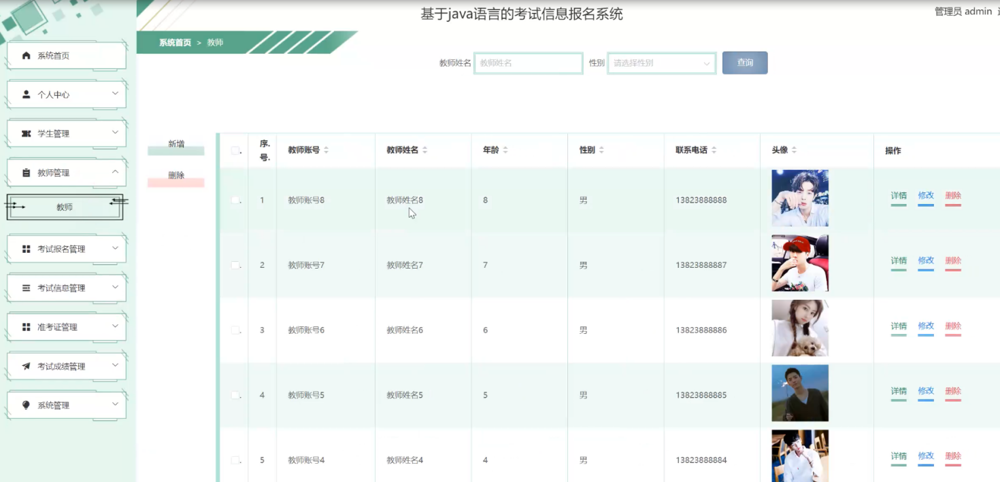 基于java语言的考试信息报名系统
管理员 admin
系统首页 > 教师
教师姓名 教师姓名 性别 请选择性别 查询
系统首页
个人中心
学生管理
教师管理
教师
考试报名管理
考试信息管理
准考证管理
考试成绩管理
系统管理
新增
删除
序号. 教师账号 教师姓名 年龄 性别 联系电话 头像 操作
1 教师账号8 教师姓名8 8 男 13823888888 详情 修改 删除
2 教师账号7 教师姓名7 7 男 13823888887 详情 修改 删除
3 教师账号6 教师姓名6 6 男 13823888886 详情 修改 删除
4 教师账号5 教师姓名5 5 男 13823888885 详情 修改 删除
5 教师账号4 教师姓名4 4 男 13823888884 详情 修改 删除